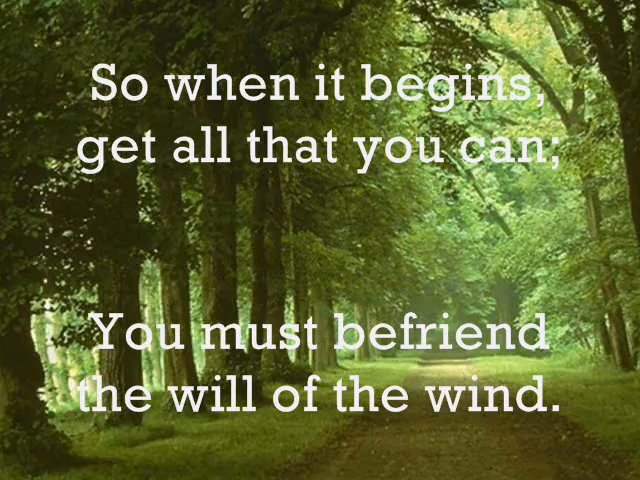 So when it begins,
get all that you can;
You must befriend
the will of the wind.